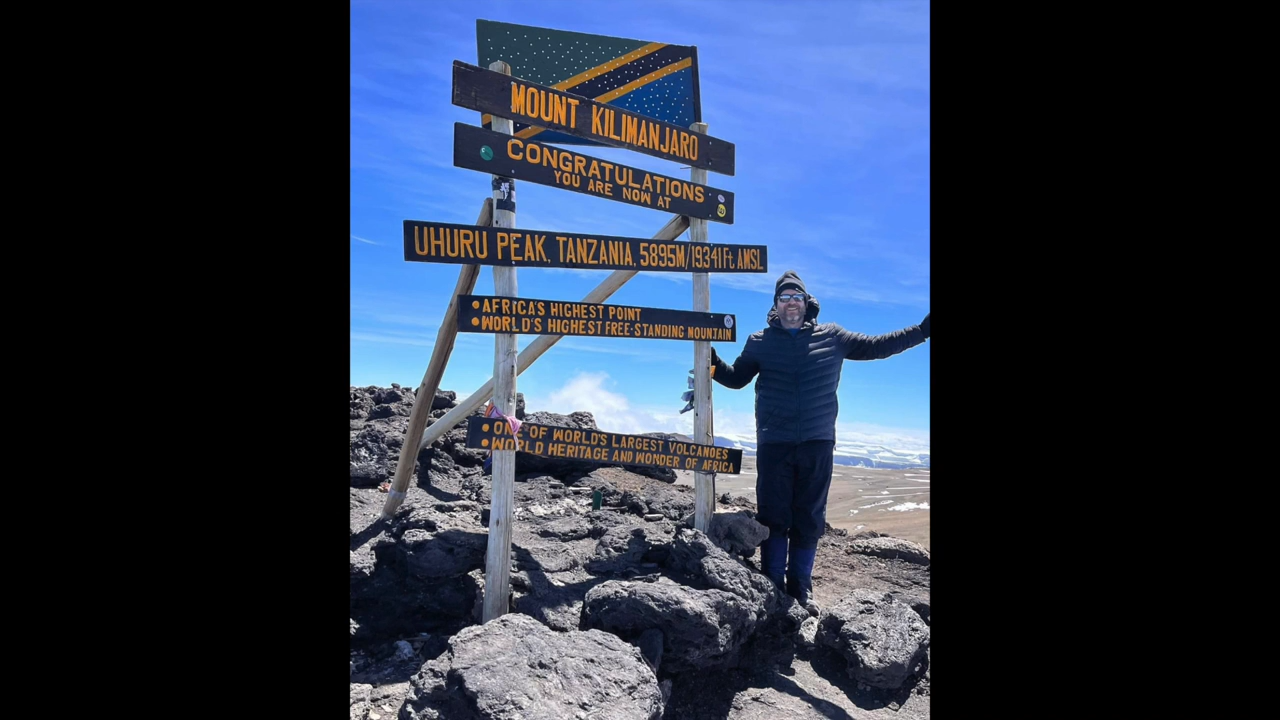 MOUNT KILIMANJARO
CONGRATULATIONS
YOU ARE NOW AT
UHURU PEAK, TANZANIA, 5895M/19341Ft. AMSL
AFRICA'S HIGHEST POINT
WORLD'S HIGHEST FREE-STANDING MOUNTAIN
ONE OF WORLD'S LARGEST VOLCANOES
WORLD HERITAGE AND WONDER OF AFRICA